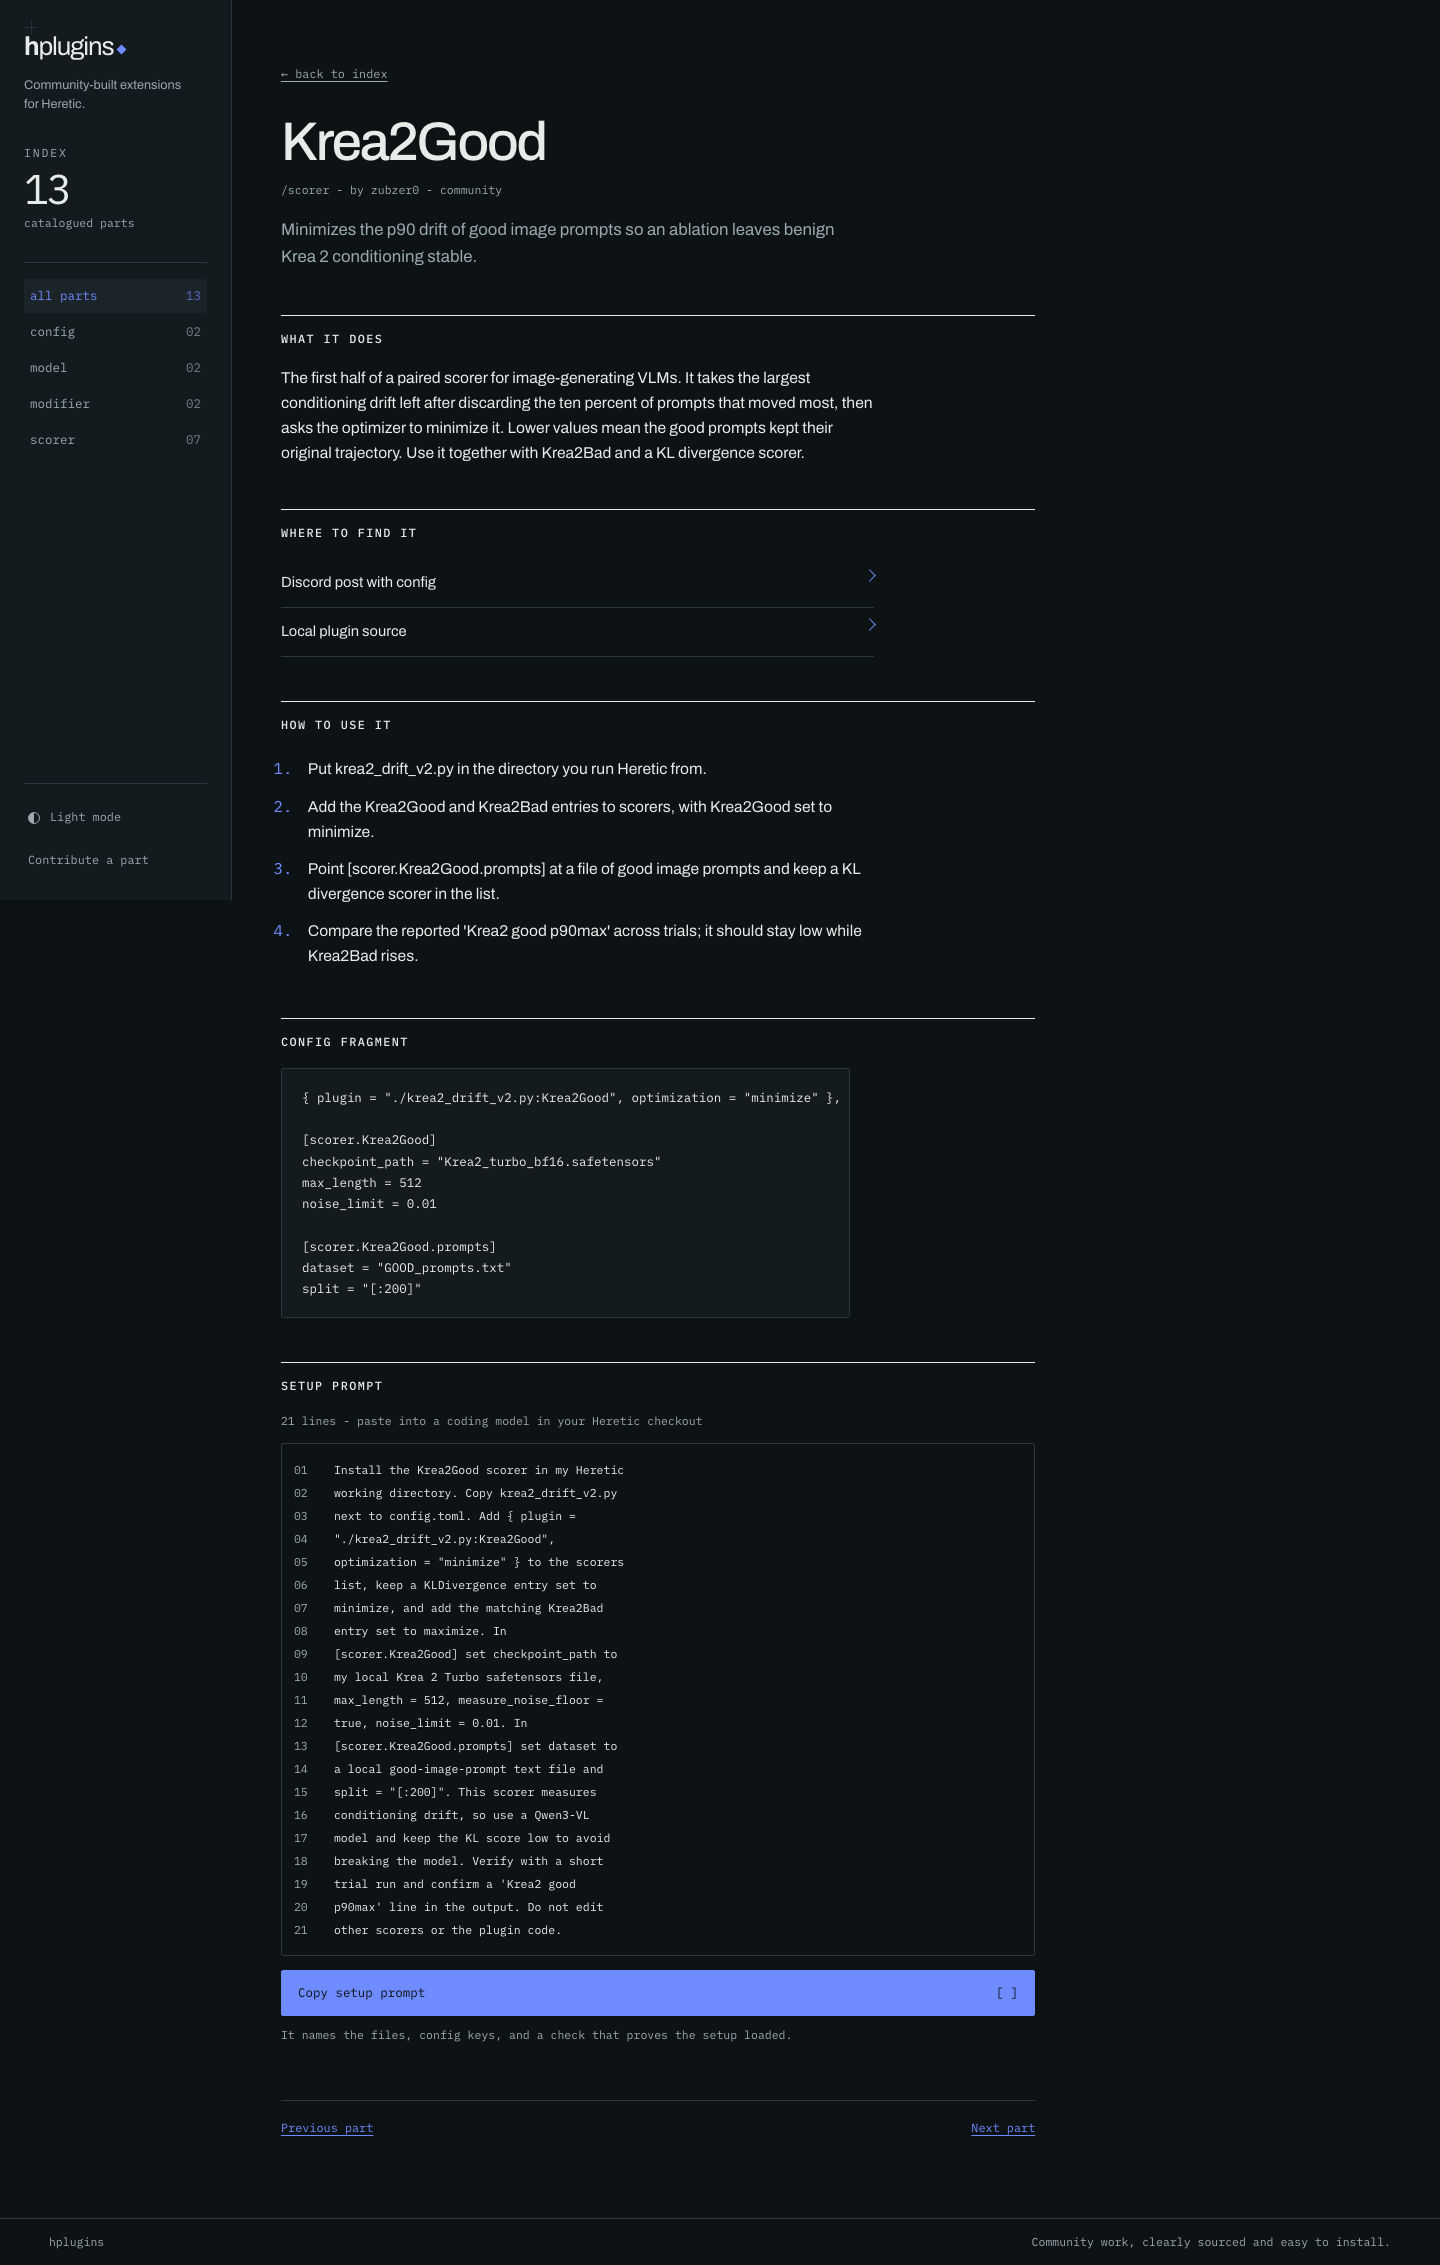 hplugins
Community-built extensions
for Heretic.
INDEX
13
catalogued parts
all parts 13
config 02
model 02
modifier 02
scorer 07
Light mode
Contribute a part
← back to index
Krea2Good
/scorer - by zubzer0 - community
Minimizes the p90 drift of good image prompts so an ablation leaves benign
Krea 2 conditioning stable.
WHAT IT DOES
The first half of a paired scorer for image-generating VLMs. It takes the largest
conditioning drift left after discarding the ten percent of prompts that moved most, then
asks the optimizer to minimize it. Lower values mean the good prompts kept their
original trajectory. Use it together with Krea2Bad and a KL divergence scorer.
WHERE TO FIND IT
Discord post with config
Local plugin source
HOW TO USE IT
1. Put krea2_drift_v2.py in the directory you run Heretic from.
2. Add the Krea2Good and Krea2Bad entries to scorers, with Krea2Good set to
minimize.
3. Point [scorer.Krea2Good.prompts] at a file of good image prompts and keep a KL
divergence scorer in the list.
4. Compare the reported 'Krea2 good p90max' across trials; it should stay low while
Krea2Bad rises.
CONFIG FRAGMENT
{ plugin = "./krea2_drift_v2.py:Krea2Good", optimization = "minimize" },
[scorer.Krea2Good]
checkpoint_path = "Krea2_turbo_bf16.safetensors"
max_length = 512
noise_limit = 0.01
[scorer.Krea2Good.prompts]
dataset = "GOOD_prompts.txt"
split = "[:200]"
SETUP PROMPT
21 lines - paste into a coding model in your Heretic checkout
01 Install the Krea2Good scorer in my Heretic
02 working directory. Copy krea2_drift_v2.py
03 next to config.toml. Add { plugin =
04 "./krea2_drift_v2.py:Krea2Good",
05 optimization = "minimize" } to the scorers
06 list, keep a KLDivergence entry set to
07 minimize, and add the matching Krea2Bad
08 entry set to maximize. In
09 [scorer.Krea2Good] set checkpoint_path to
10 my local Krea 2 Turbo safetensors file,
11 max_length = 512, measure_noise_floor =
12 true, noise_limit = 0.01. In
13 [scorer.Krea2Good.prompts] set dataset to
14 a local good-image-prompt text file and
15 split = "[:200]". This scorer measures
16 conditioning drift, so use a Qwen3-VL
17 model and keep the KL score low to avoid
18 breaking the model. Verify with a short
19 trial run and confirm a 'Krea2 good
20 p90max' line in the output. Do not edit
21 other scorers or the plugin code.
Copy setup prompt [ ]
It names the files, config keys, and a check that proves the setup loaded.
Previous part Next part
hplugins Community work, clearly sourced and easy to install.